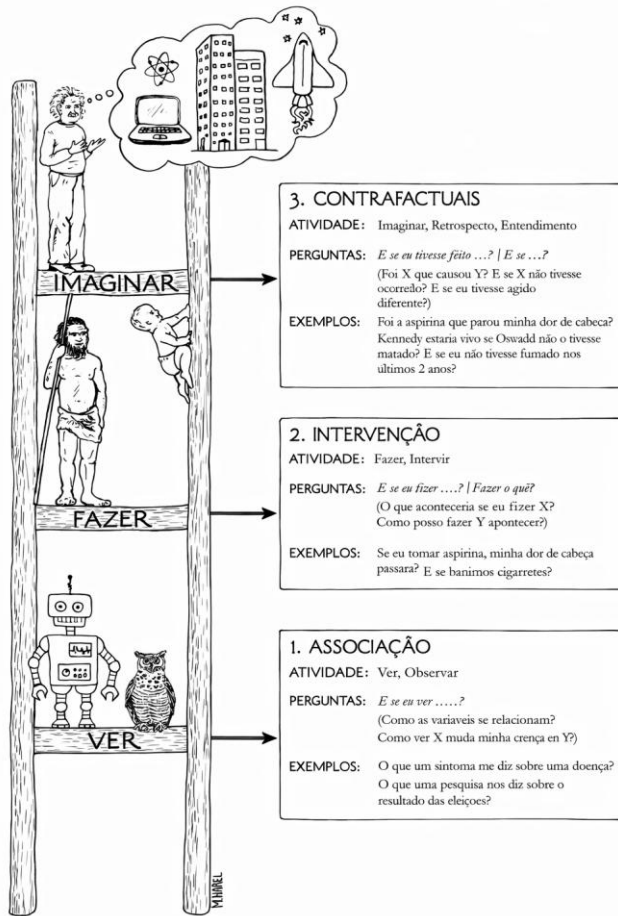 3. CONTRAFACTUAIS
ATIVIDADE: Imaginar, Retrospecto, Entendimento
PERGUNTAS: E se eu tivesse fëito ...? | E se ...?
(Foi X que causou Y? E se X não tivesse
ocorreďo? E se eu tivesse agido
diferente?)
EXEMPLOS: Foi a aspirina que parou minha dor de cabeca?
Kennedy estaria vivo se Oswadd não o tivesse
matado? E se eu não tivesse fumado nos
ultimos 2 anos?
IMAGINAR
2. INTERVENÇÂO
ATIVIDADE: Fazer, Intervir
PERGUNTAS: E se eu fizer ....? | Fazer o quê?
(O que aconteceria se eu fizer X?
Como posso fazer Y apontecer?)
EXEMPLOS: Se eu tomar aspirina, minha dor de cabeça
passara? E se banimos cigarretes?
FAZER
1. ASSOCIAÇÃO
ATIVIDADE: Ver, Observar
PERGUNTAS: E se eu ver .....?
(Como as variaveis se relacionam?
Como ver X muda minha crença en Y?)
EXEMPLOS: O que um sintoma me diz sobre uma doença?
O que uma pesquisa nos diz sobre o
resultado das eleiçoes?
VER
M.HAREL